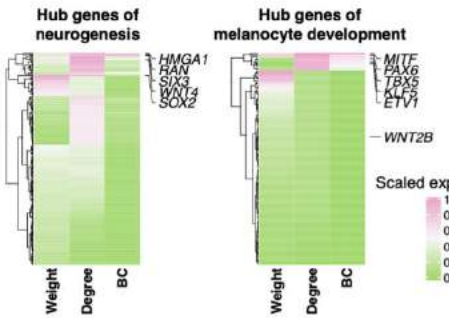 Hub genes of
neurogenesis
HMGA1
RAN
SIX3
WNT4
SOX2
Weight
Degree
BC
Hub genes of
melanocyte development
MITF
PAX6
TBX5
KLF5
ETV1
WNT2B
Weight
Degree
BC
Scaled exp
1
0
0
0
0
0